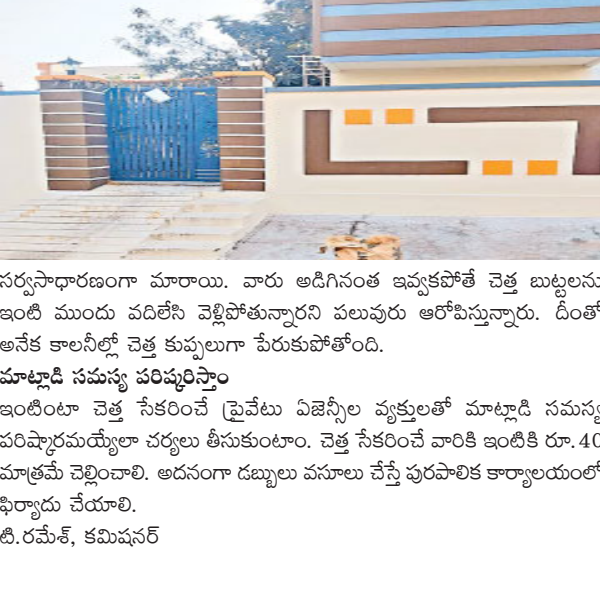 సర్వసాధారణంగా మారాయి. వారు అడిగినంత ఇవ్వకపోతే చెత్త బుట్టలను
ఇంటి ముందు వదిలేసి వెళ్లిపోతున్నారని పలువురు ఆరోపిస్తున్నారు. దీంతో
అనేక కాలనీల్లో చెత్త కుప్పలుగా పేరుకుపోతోంది.
మాట్లాడి సమస్య పరిష్కరిస్తాం
ఇంటింటా చెత్త సేకరించే ప్రైవేటు ఏజెన్సీల వ్యక్తులతో మాట్లాడి సమస్య
పరిష్కారమయ్యేలా చర్యలు తీసుకుంటాం. చెత్త సేకరించే వారికి ఇంటికి రూ.40
మాత్రమే చెల్లించాలి. అదనంగా డబ్బులు వసూలు చేస్తే పురపాలిక కార్యాలయంలో
ఫిర్యాదు చేయాలి.
టి.రమేశ్, కమిషనర్